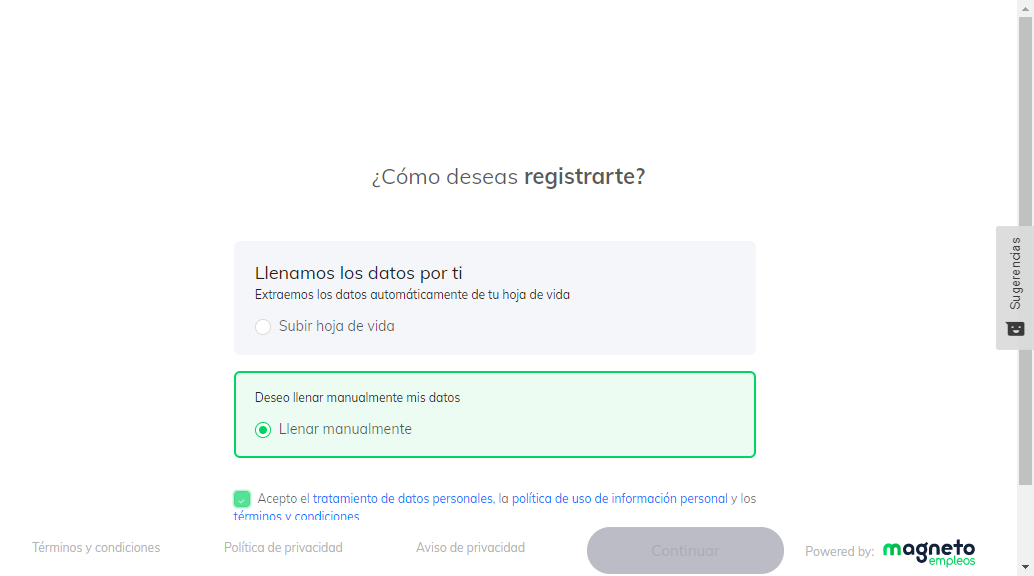 ¿Cómo deseas registrarte?
Llenamos los datos por ti
Extraemos los datos automáticamente de tu hoja de vida
Subir hoja de vida
Deseo llenar manualmente mis datos
Llenar manualmente
Acepto el tratamiento de datos personales, la política de uso de información personal y los
términos y condiciones
Términos y condiciones
Política de privacidad
Aviso de privacidad
Continuar
Powered by:
magneto
empleos
Sugerencias